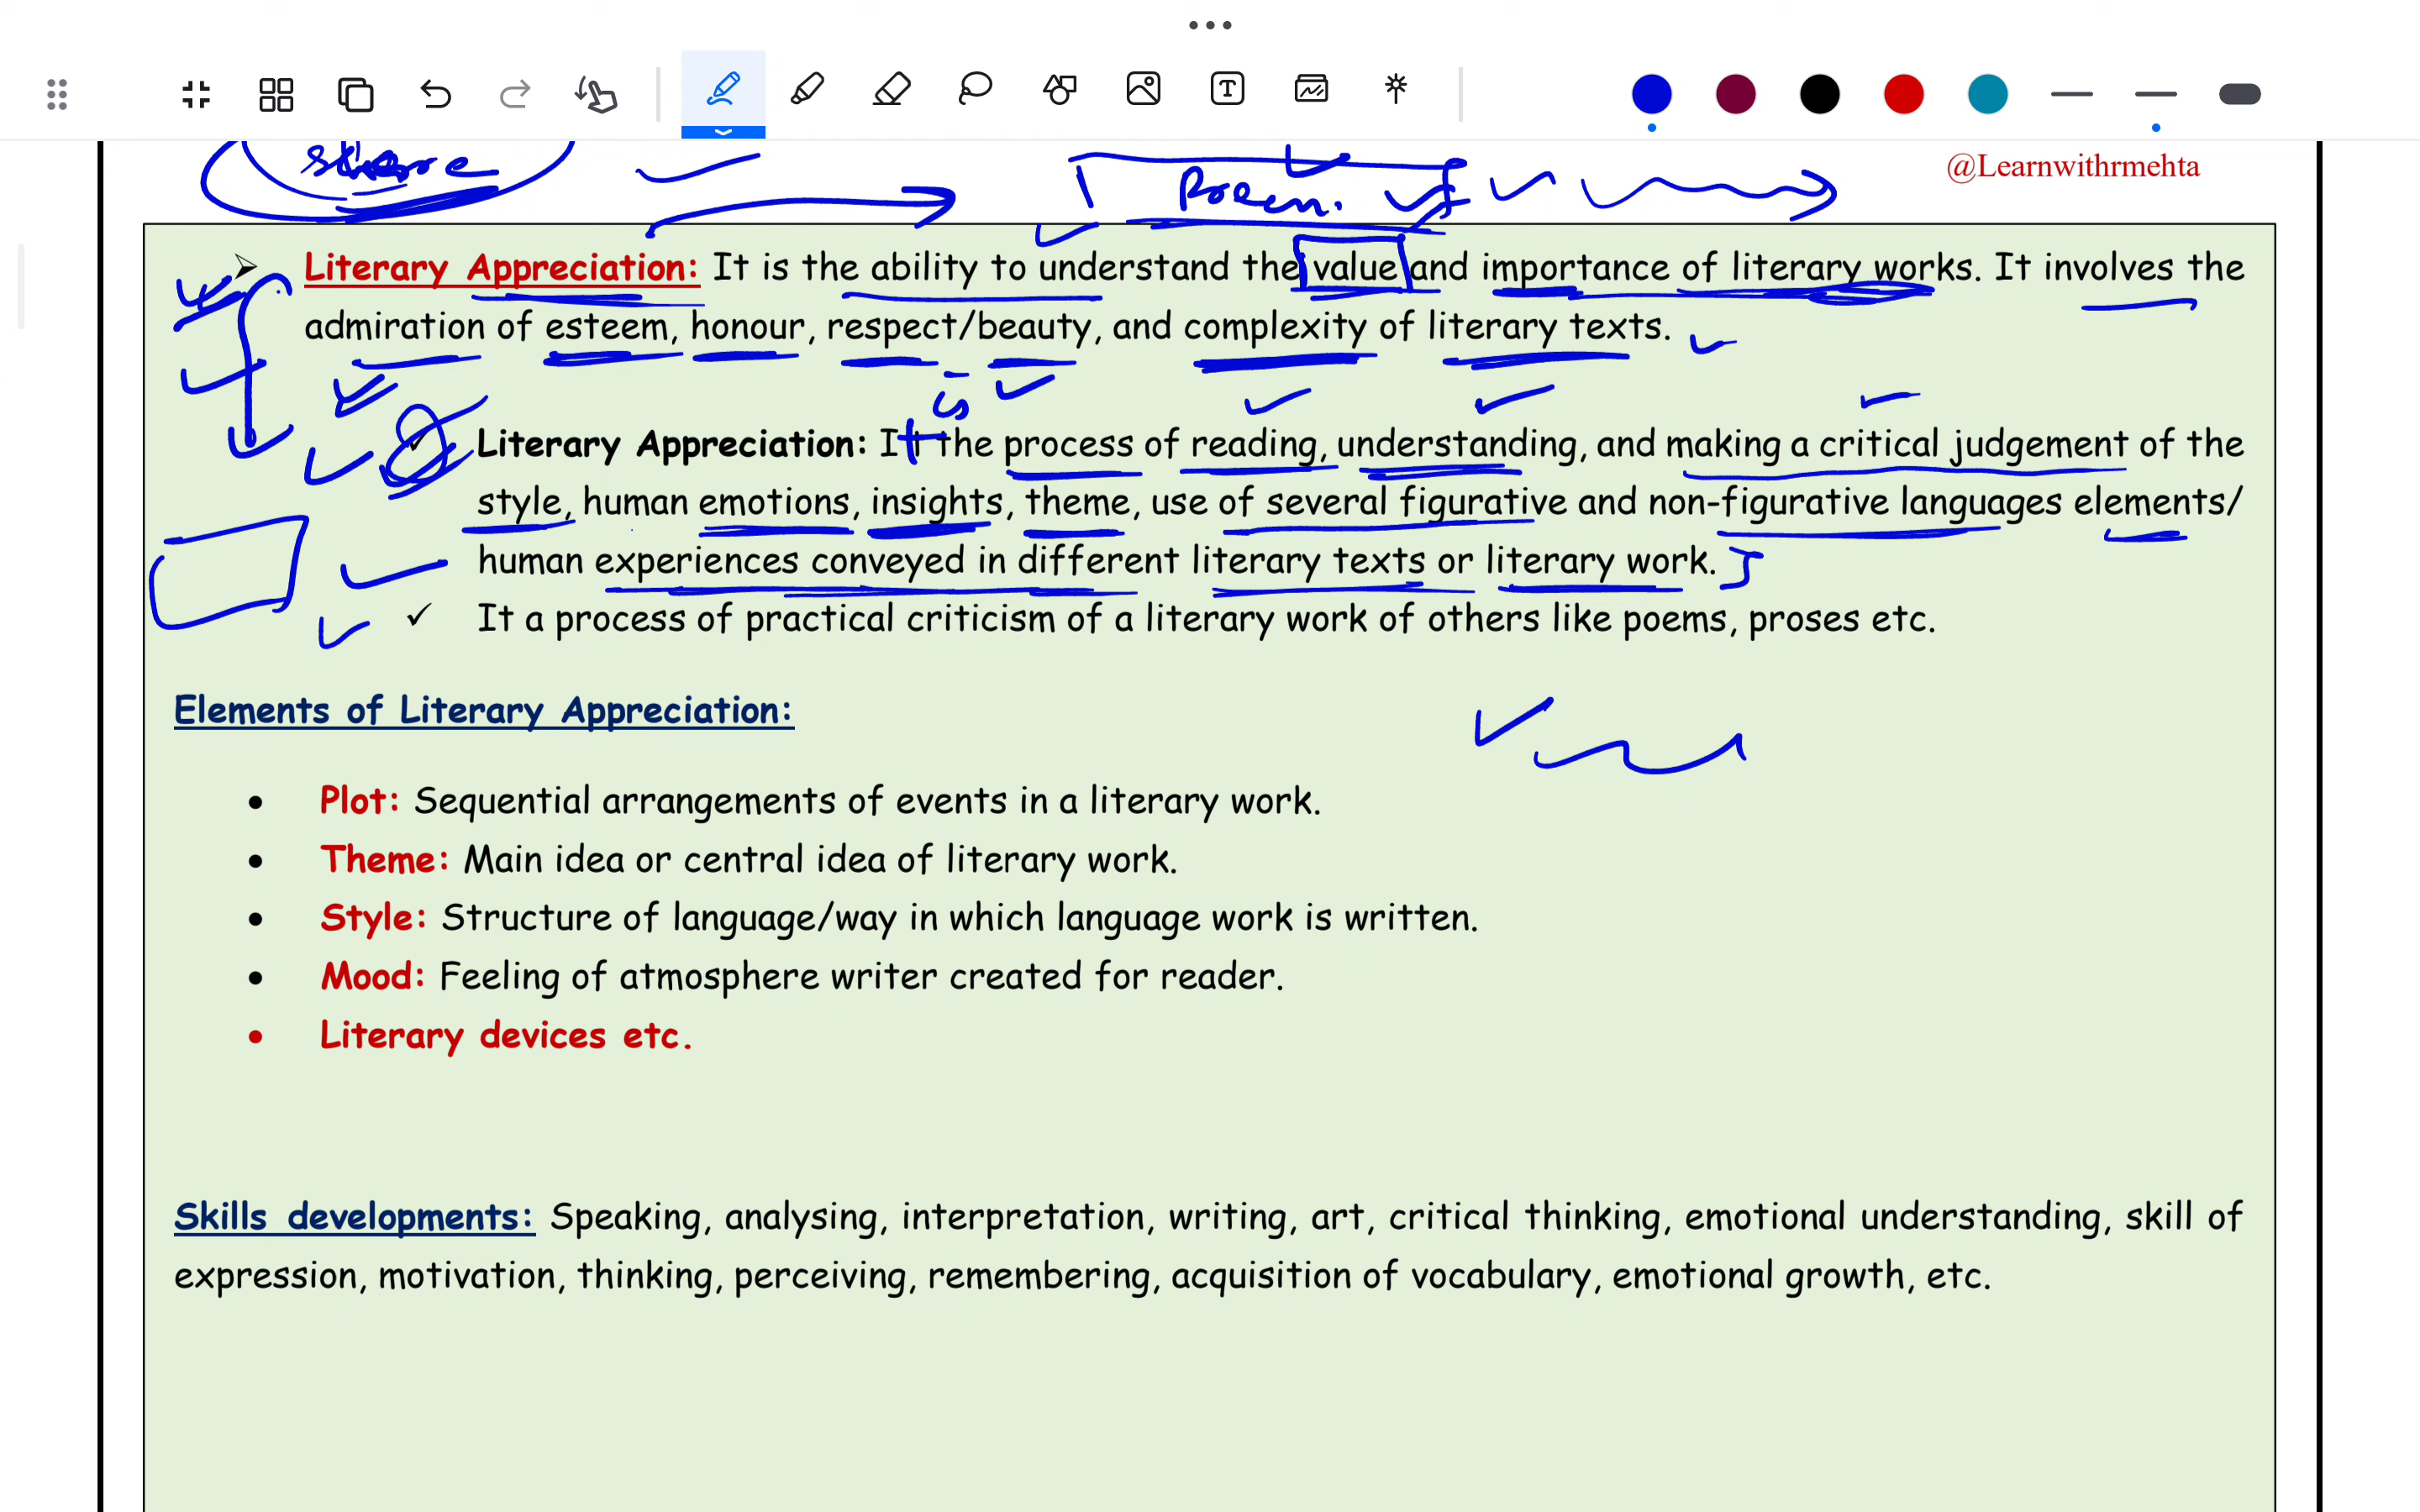 @Learnwithrmehta
Poem.
Literary Appreciation: It is the ability to understand the value and importance of literary works. It involves the
admiration of esteem, honour, respect/beauty, and complexity of literary texts.
is
Literary Appreciation: It the process of reading, understanding, and making a critical judgement of the
style, human emotions, insights, theme, use of several figurative and non-figurative languages elements/
human experiences conveyed in different literary texts or literary work.
It a process of practical criticism of a literary work of others like poems, proses etc.
Elements of Literary Appreciation:
Plot: Sequential arrangements of events in a literary work.
Theme: Main idea or central idea of literary work.
Style: Structure of language/way in which language work is written.
Mood: Feeling of atmosphere writer created for reader.
Literary devices etc.
Skills developments: Speaking, analysing, interpretation, writing, art, critical thinking, emotional understanding, skill of
expression, motivation, thinking, perceiving, remembering, acquisition of vocabulary, emotional growth, etc.